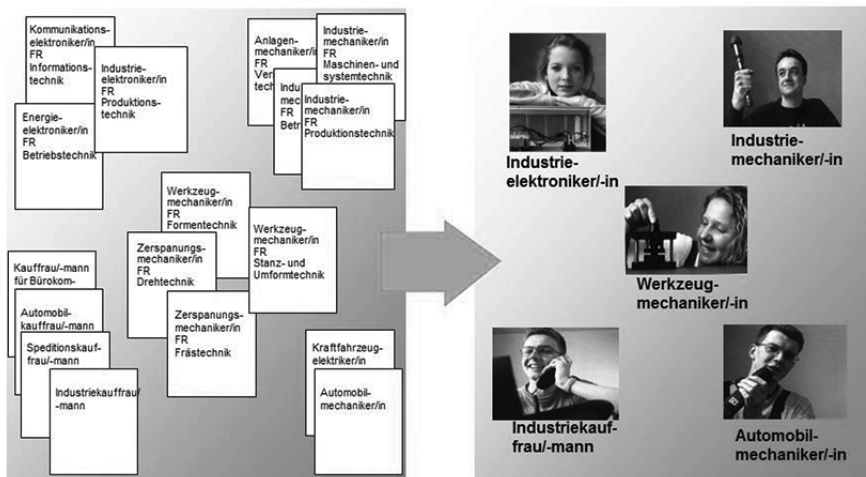 Kommunikations-
elektroniker/in
FR
Informations-
technik
Industrie-
elektroniker/in
FR
Produktions-
technik
Energie-
elektroniker/in
FR
Betriebstechnik
Anlagen-
mechaniker/in
FR
Ver
techn
Industrie-
mechaniker/in
FR
Maschinen- und
systemtechnik
Indus
mech
FR
Betri
Industrie-
mechaniker/in
FR
Produktionstechnik
Werkzeug-
mechaniker/in
FR
Formentechnik
Werkzeug-
mechaniker/in
FR
Stanz- und
Umformtechnik
Zerspanungs-
mechaniker/in
FR
Drehtechnik
Zerspanungs-
mechaniker/in
FR
Frästechnik
Kauffrau/-mann
für Bürokom-
Automobil-
kauffrau/-mann
Speditionskauf-
frau/-mann
Industriekauffrau/
-mann
Kraftfahrzeug-
elektriker/in
Automobil-
mechaniker/in
Industrie-
elektroniker/-in
Industrie-
mechaniker/-in
Werkzeug-
mechaniker/-in
Industriekauf-
frau/-mann
Automobil-
mechaniker/-in